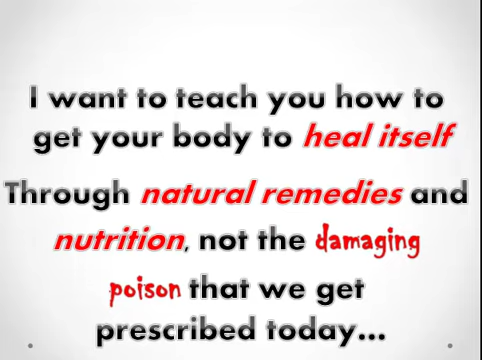 I want to teach you how to
get your body to heal itself
Through natural remedies and
nutrition, not the damaging
poison that we get
prescribed today...